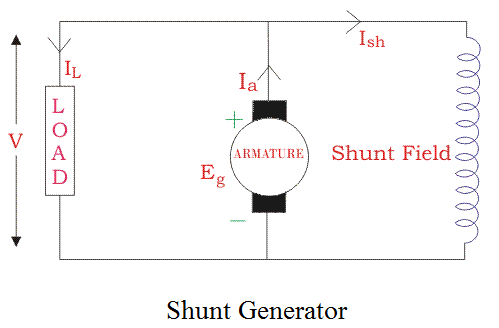 V
I_L
LOAD
I_a
+
ARMATURE
E_g
−
I_sh
Shunt Field
Shunt Generator